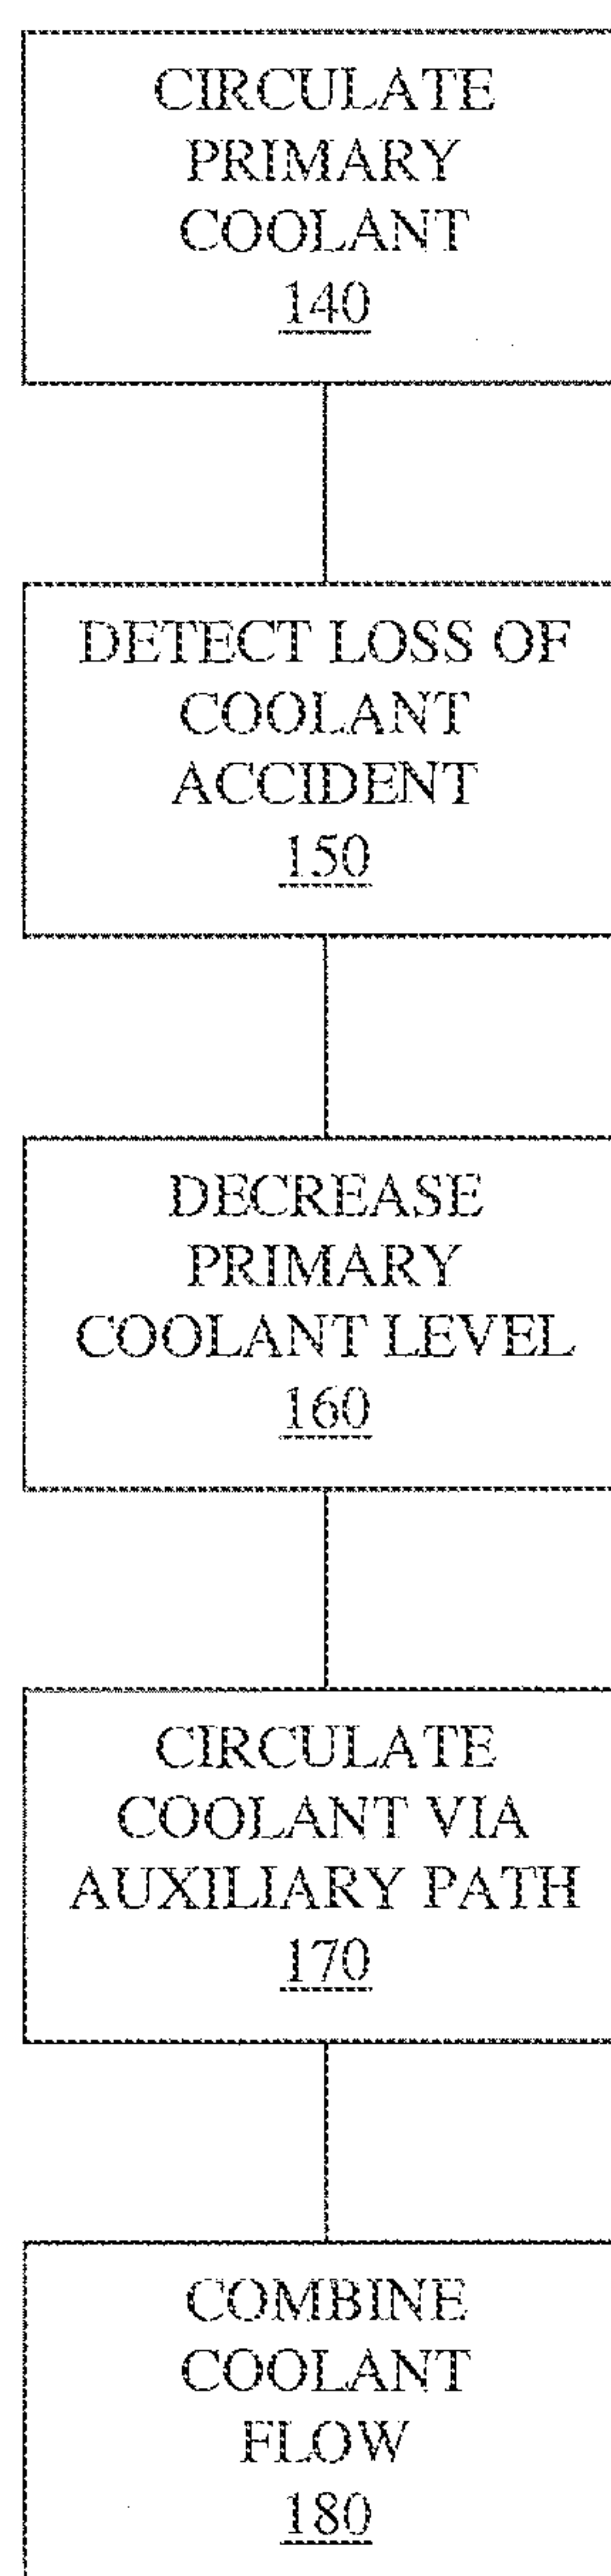 CIRCULATE
PRIMARY
COOLANT
140
DETECT LOSS OF
COOLANT
ACCIDENT
150
DECREASE
PRIMARY
COOLANT LEVEL
160
CIRCULATE
COOLANT VIA
AUXILIARY PATH
170
COMBINE
COOLANT
FLOW
180